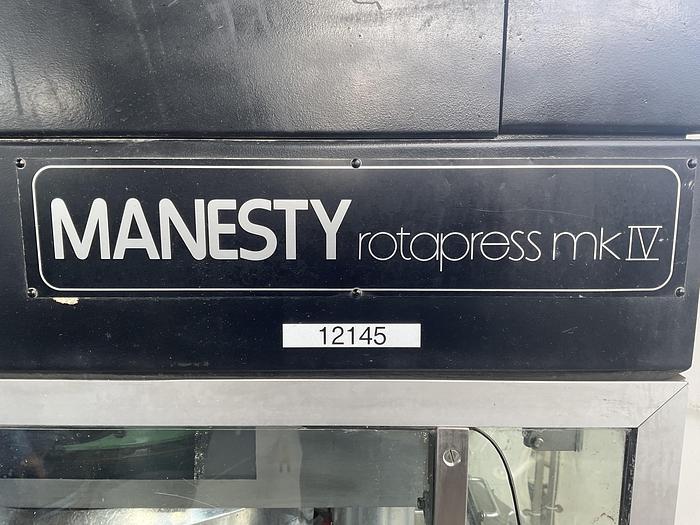 MANESTY rotapress mk IV
12145